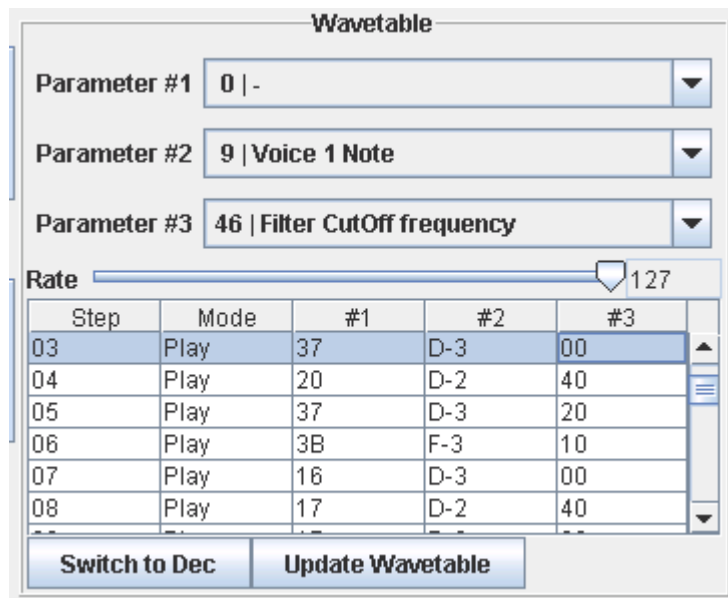 Wavetable
Parameter #1 0 | -
Parameter #2 9 | Voice 1 Note
Parameter #3 46 | Filter CutOff frequency
Rate 127
Step Mode #1 #2 #3
03 Play 37 D-3 00
04 Play 20 D-2 40
05 Play 37 D-3 20
06 Play 3B F-3 10
07 Play 16 D-3 00
08 Play 17 D-2 40
Switch to Dec Update Wavetable